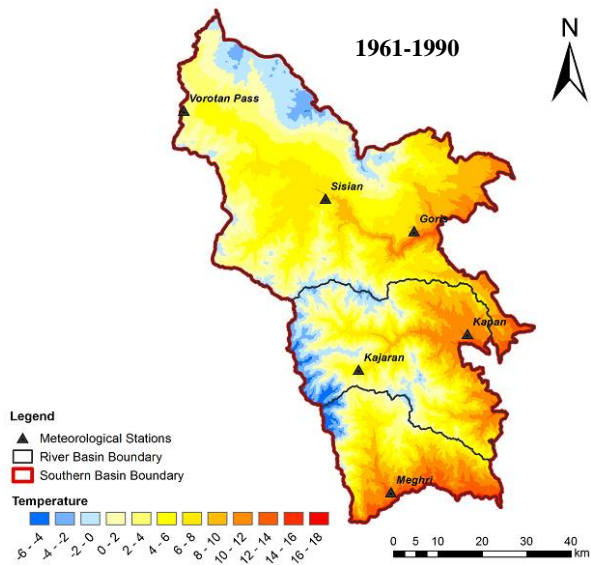 1961-1990
N
Vorotan Pass
Sisian
Goris
Kapan
Kajaran
Meghri
Legend
Meteorological Stations
River Basin Boundary
Southern Basin Boundary
Temperature
-6 - -4 -4 - -2 -2 - 0 0 - 2 2 - 4 4 - 6 6 - 8 8 - 10 10 - 12 12 - 14 14 - 16 16 - 18
0 5 10 20 30 40
km